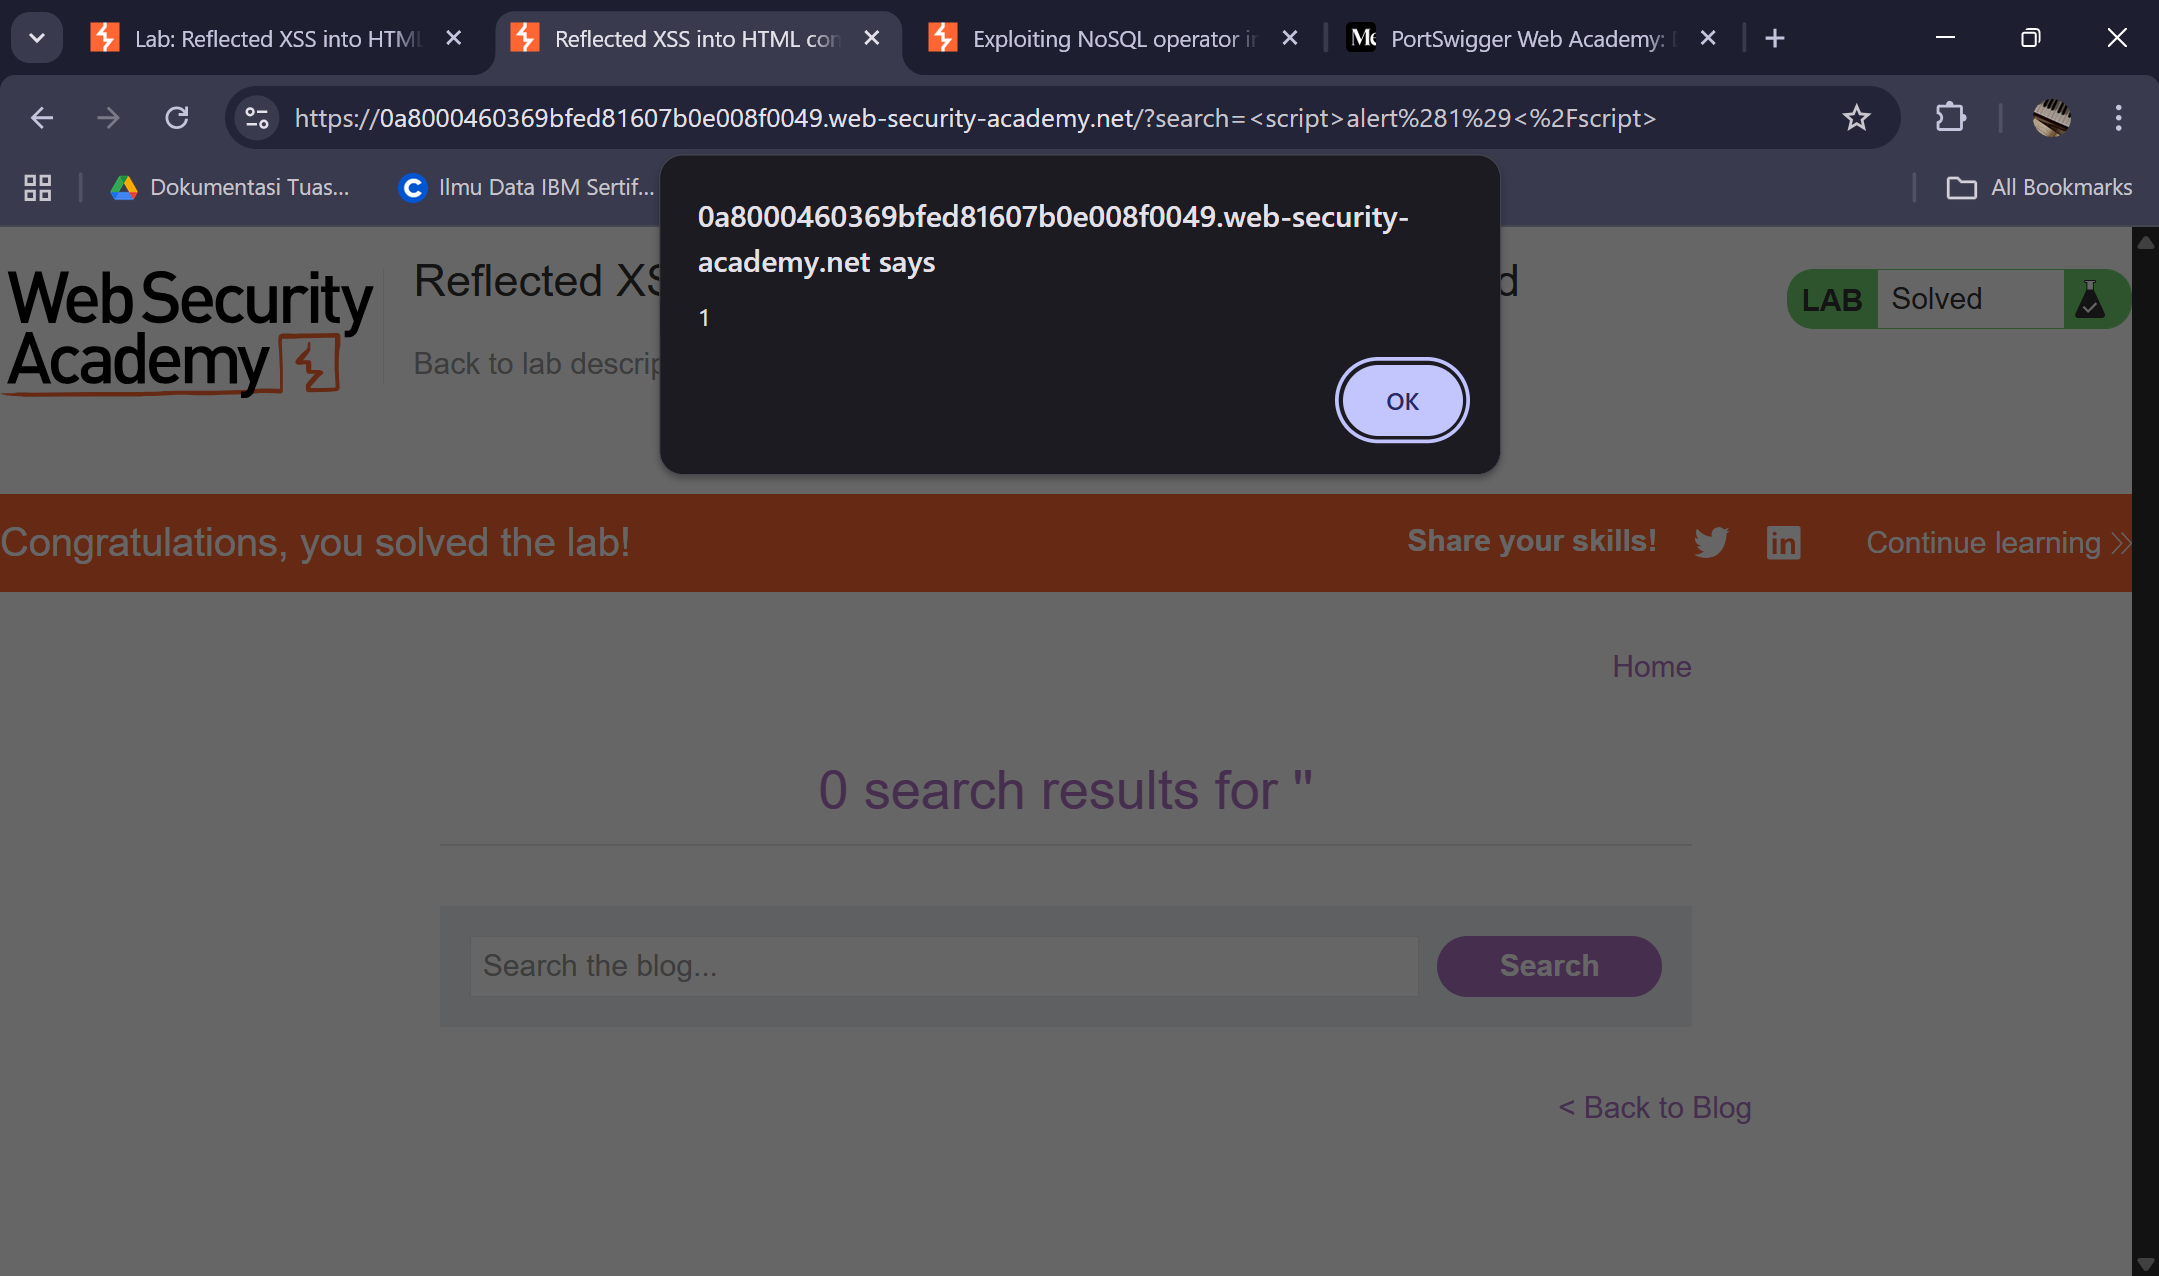 Lab: Reflected XSS into HTML
Reflected XSS into HTML con
Exploiting NoSQL operator in
Me
PortSwigger Web Academy:
https://0a8000460369bfed81607b0e008f0049.web-security-academy.net/?search=<script>alert%281%29<%2Fscript>
Dokumentasi Tuas...
Ilmu Data IBM Sertif...
All Bookmarks
0a8000460369bfed81607b0e008f0049.web-security-
academy.net says
1
OK
Web Security
Academy
Reflected XS
d
Back to lab descrip
LAB
Solved
Congratulations, you solved the lab!
Share your skills!
Continue learning
Home
0 search results for "
Search the blog...
Search
< Back to Blog